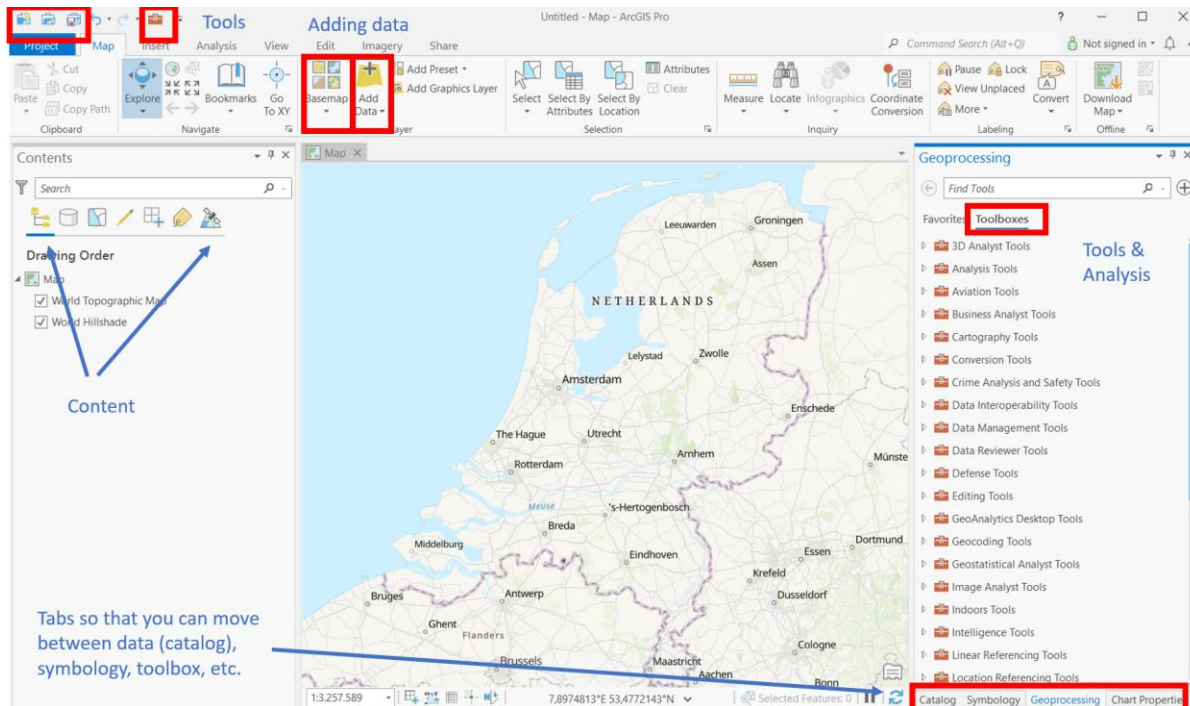 Tools
Adding data
Untitled - Map - ArcGIS Pro
?
Project Map Insert Analysis View Edit Imagery Share
Command Search (Alt+Q)
Not signed in
Paste
Cut
Copy
Copy Path
Clipboard
Explore
Bookmarks
Go
To XY
Navigate
Basemap
Add
Data
Add Preset
Add Graphics Layer
Layer
Select
Select By
Attributes
Select By
Location
Attributes
Clear
Selection
Measure
Locate
Infographics
Coordinate
Conversion
Inquiry
Pause
Lock
View Unplaced
More
Convert
Labeling
Download
Map
Offline
Contents
Search
Drawing Order
Map
World Topographic Map
World Hillshade
Content
Tabs so that you can move
between data (catalog),
symbology, toolbox, etc.
Map
Leeuwarden
Groningen
Assen
NETHERLANDS
Lelystad
Zwolle
Amsterdam
Enschede
The Hague
Utrecht
Arnhem
Münste
Rotterdam
Meuse
's-Hertogenbosch
Breda
Middelburg
Eindhoven
Essen
Dortmund
Krefeld
Bruges
Antwerp
Dusseldorf
Ghent
Flanders
Cologne
Brussels
Maastricht
Aachen
Bonn
1:3.257.589
7,8974813°E 53,4772143°N
Selected Features: 0
Geoprocessing
Find Tools
Favorites Toolboxes
Tools &
Analysis
3D Analyst Tools
Analysis Tools
Aviation Tools
Business Analyst Tools
Cartography Tools
Conversion Tools
Crime Analysis and Safety Tools
Data Interoperability Tools
Data Management Tools
Data Reviewer Tools
Defense Tools
Editing Tools
GeoAnalytics Desktop Tools
Geocoding Tools
Geostatistical Analyst Tools
Image Analyst Tools
Indoors Tools
Intelligence Tools
Linear Referencing Tools
Location Referencing Tools
Catalog Symbology Geoprocessing Chart Propertie